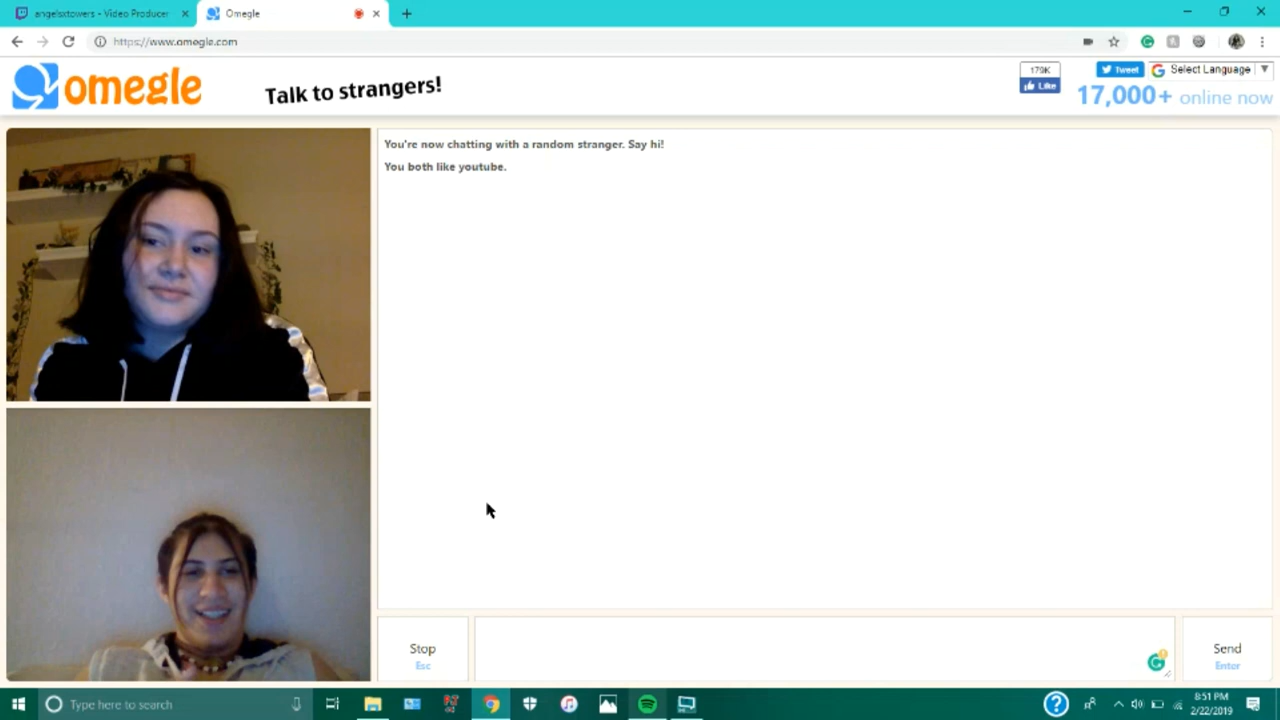 angelsxtowers - Video Producer
Omegle
https://www.omegle.com
omegle
Talk to strangers!
179K
Like
Tweet
Select Language
17,000+ online now
You're now chatting with a random stranger. Say hi!
You both like youtube.
Stop
Esc
Send
Enter
Type here to search
8:51 PM
2/22/2019